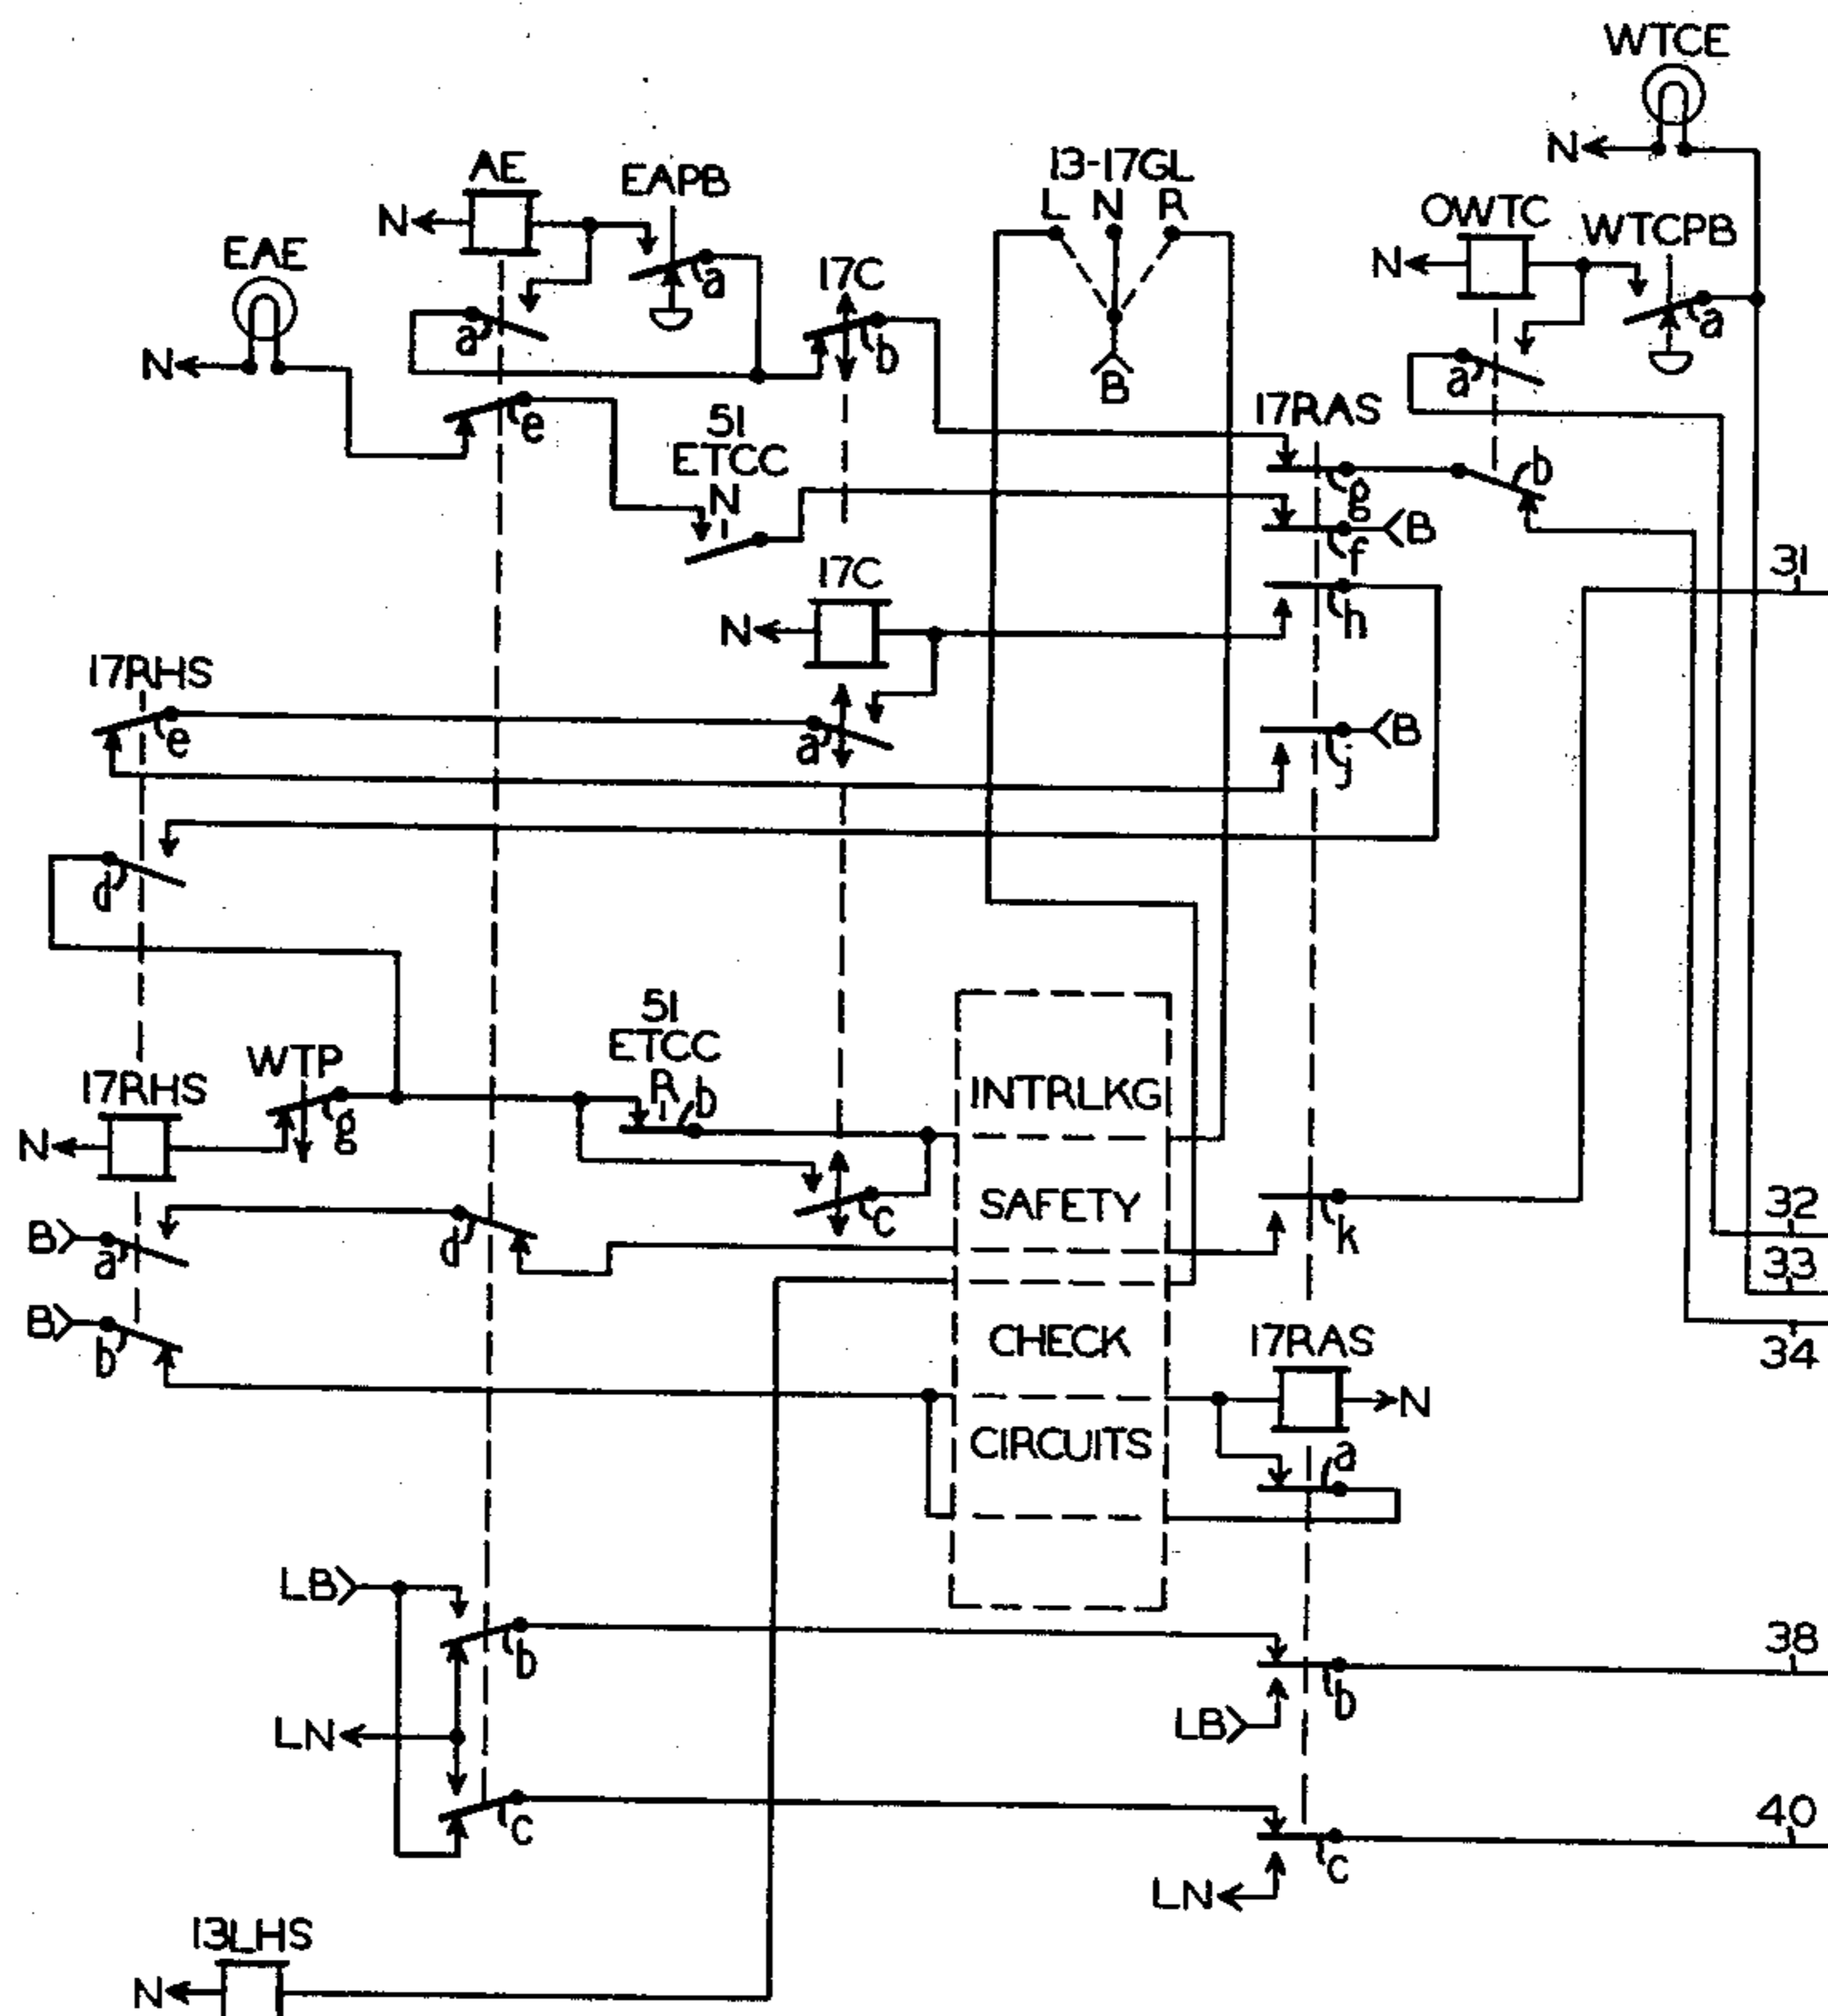 WTCE
N
AE
EAPB
13-17GL
L N R
N
a
OWTC
WTCPB
EAE
17C
N
a
a
b
B
a
N
e
51
ETCC
N
17RAS
g
b
B
f
31
17C
h
N
17RHS
e
a
B
j
d
51
ETCC
R b
WTP
17RHS
INTRLKG
g
N
SAFETY
c
k
32
B
a
d
33
B
b
CHECK
17RAS
34
N
CIRCUITS
a
LB
b
38
b
LB
LN
c
40
c
LN
13LHS
N